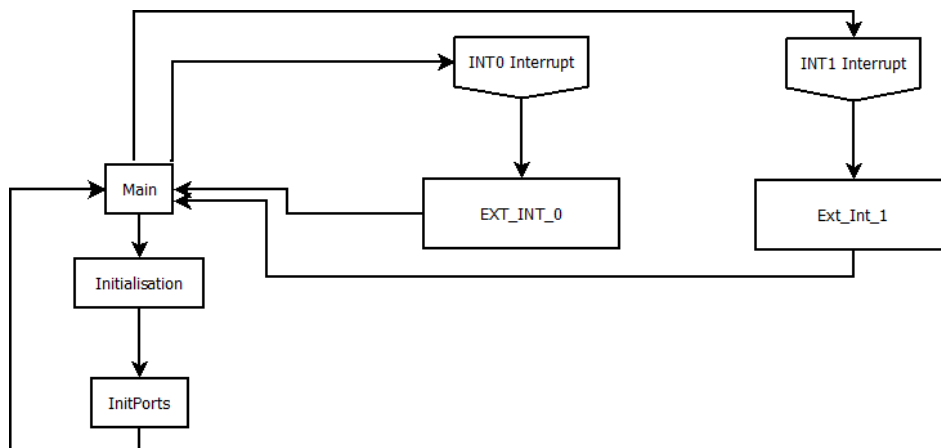 INT0 Interrupt
INT1 Interrupt
Main
EXT_INT_0
Ext_Int_1
Initialisation
InitPorts